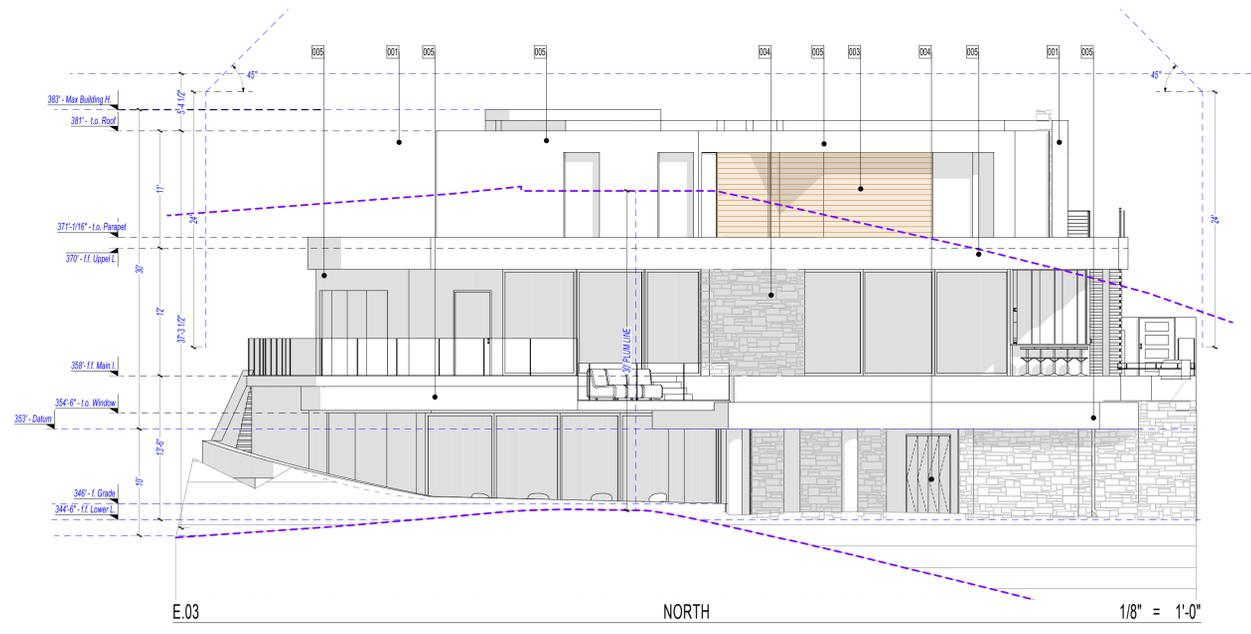 005 001 005 005 004 005 003 004 005 001 005
45° 45°
383' - Max Building H.
5'-4 1/2"
381' - t.o. Roof
11'
24'
24'
371'-1/16" - t.o. Parapet
370' - f.f. Uppel L
30'
12'
37'-3 1/2"
30' PLUM LINE
358'- f.f. Main l.
354'-6" - t.o. Window
353' - Datum
13'-6"
10'
346' - f. Grade
344'-6" - f.f. Lower L.
E.03 NORTH 1/8" = 1'-0"